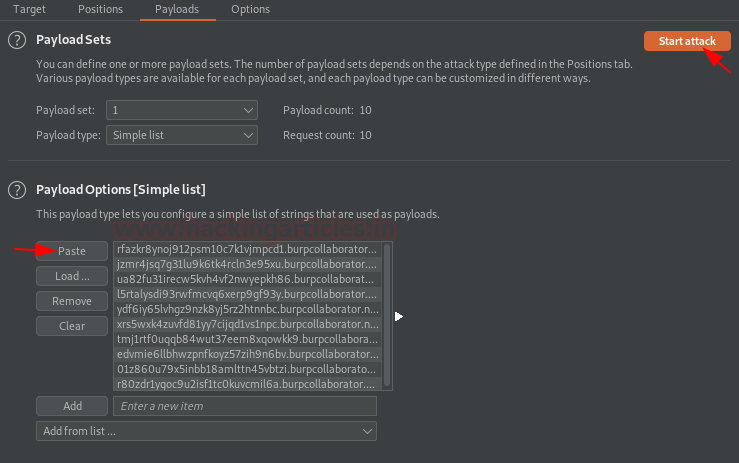 Target Positions Payloads Options
? Payload Sets
Start attack
You can define one or more payload sets. The number of payload sets depends on the attack type defined in the Positions tab.
Various payload types are available for each payload set, and each payload type can be customized in different ways.
Payload set: 1 Payload count: 10
Payload type: Simple list Request count: 10
? Payload Options [Simple list]
This payload type lets you configure a simple list of strings that are used as payloads.
www.hackingarticles.in
Paste
Load ...
Remove
Clear
rfazkr8ynoj912psm10c7k1vjmpcd1.burpcollaborator....
jzmr4jsq7g31lu9k6tk4rcln3e95xu.burpcollaborator....
ua82fu31irecw5kvh4vf2nwyepkh86.burpcollaborat...
l5rtalysdi93rwfmcvq6xerp9gf93y.burpcollaborator....
ydf6iy65lvhgz9nzk8yj5rz2htnnbc.burpcollaborator.n...
xrs5wxk4zuvfd81yy7cijqd1vs1npc.burpcollaborator.n...
tmj1rtf0uqqb84wut37eem8xqowkk9.burpcollabora...
edvmie6llbhwzpnfkoyz57zih9n6bv.burpcollaborator....
01z860u79x5inbb18amlttn45vbtzi.burpcollaborato...
r80zdr1yqoc9u2isf1tc0kuvcmil6a.burpcollaborator....
Add Enter a new item
Add from list ...